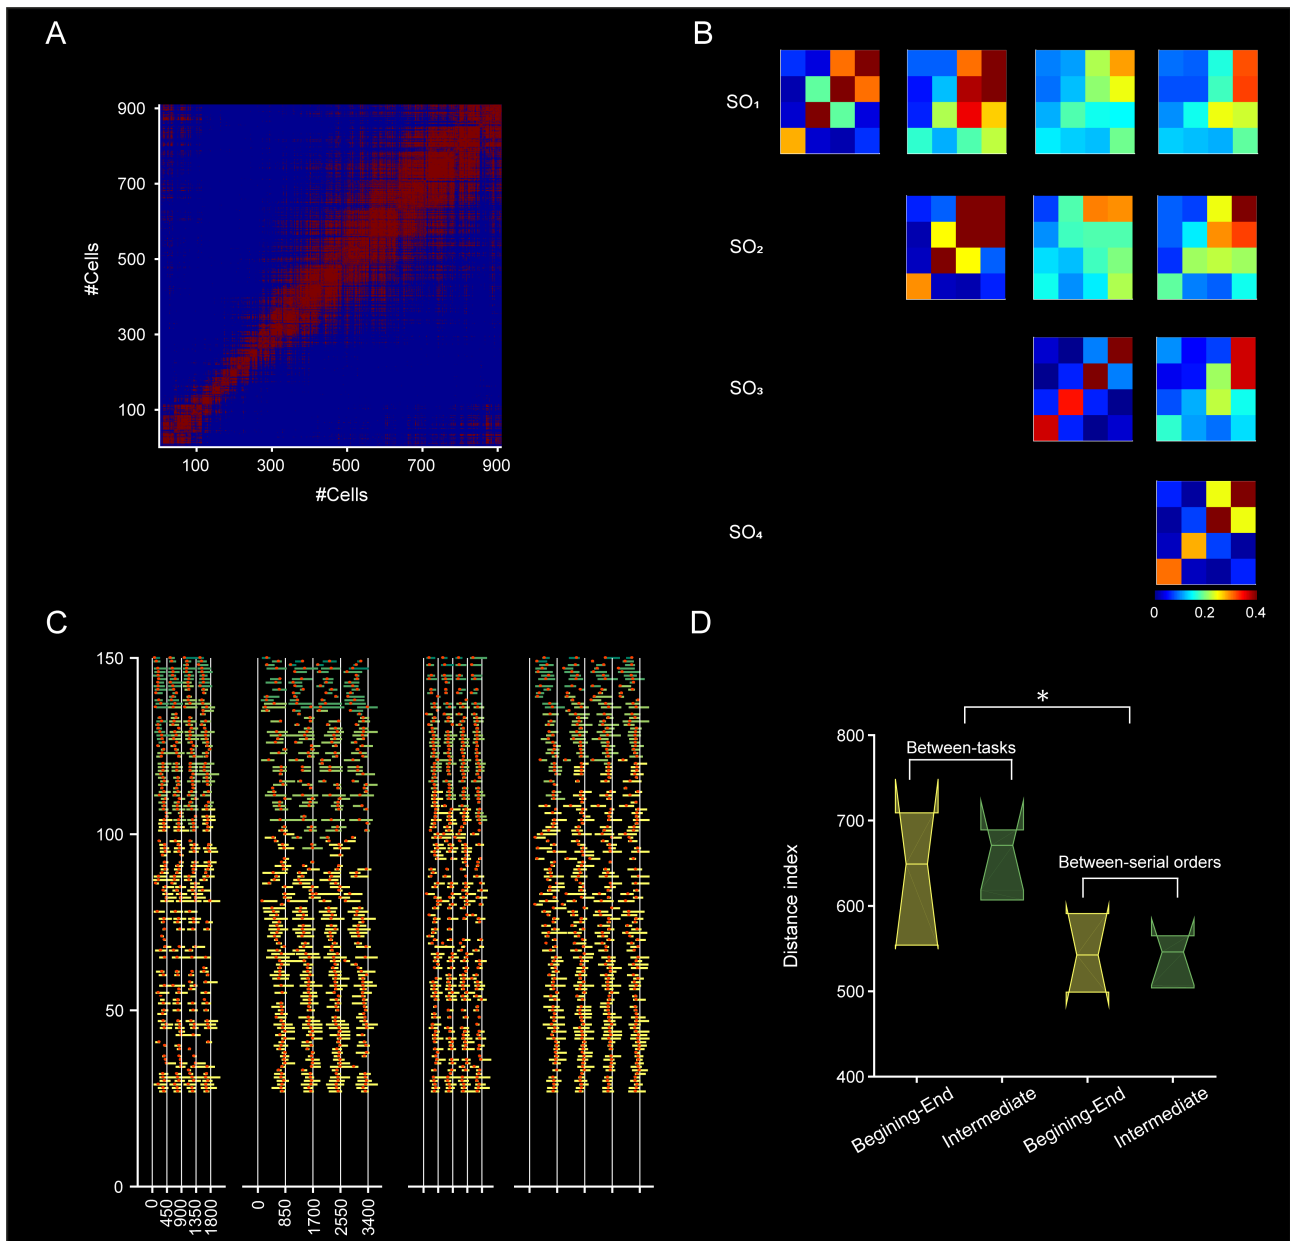 A
900
700
500
300
100
#Cells
100 300 500 700 900
#Cells
B
SO₁
SO₂
SO₃
SO₄
0 0.2 0.4
C
150
100
50
0
0 450 900 1350 1800
0 850 1700 2550 3400
D
*
Between-tasks
Between-serial orders
800
700
600
500
400
Distance index
Begining-End Intermediate Begining-End Intermediate